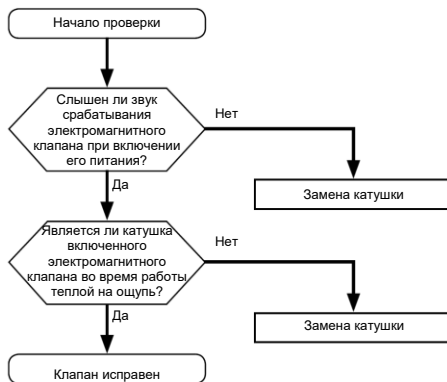 Начало проверки
Слышен ли звук
срабатывания
электромагнитного
клапана при включении
его питания?
Нет
Замена катушки
Да
Является ли катушка
включенного
электромагнитного
клапана во время работы
теплой на ощупь?
Нет
Замена катушки
Да
Клапан исправен